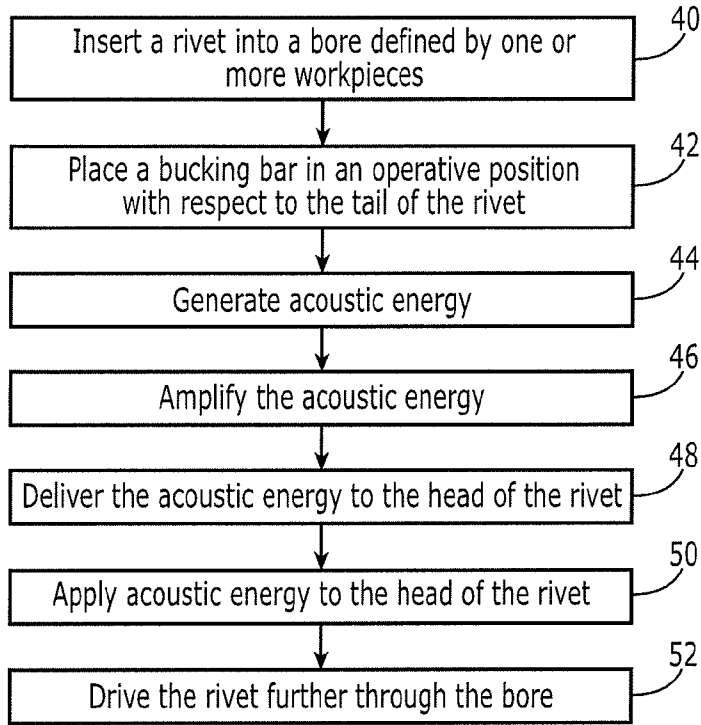 Insert a rivet into a bore defined by one or
more workpieces
40
Place a bucking bar in an operative position
with respect to the tail of the rivet
42
Generate acoustic energy
44
Amplify the acoustic energy
46
Deliver the acoustic energy to the head of the rivet
48
Apply acoustic energy to the head of the rivet
50
Drive the rivet further through the bore
52